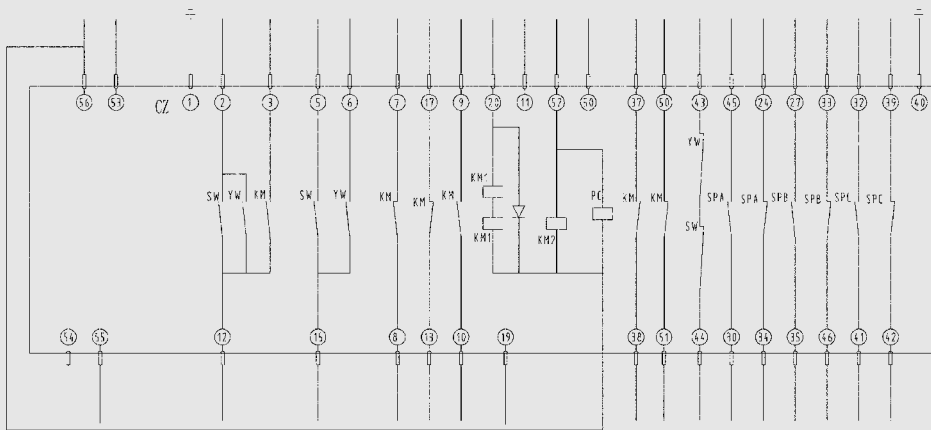 56 53 CZ 1 2 3 5 6 7 17 9 20 11 52 50 37 50 43 45 24 27 33 32 39 40
YW
KM1 PC
SW YW KM SW YW KM KM KM KM KM SPA SPA SPB SPB SPC SPC
KM1 KM2 SW
54 55 12 15 8 13 10 19 38 51 44 30 34 35 46 41 42